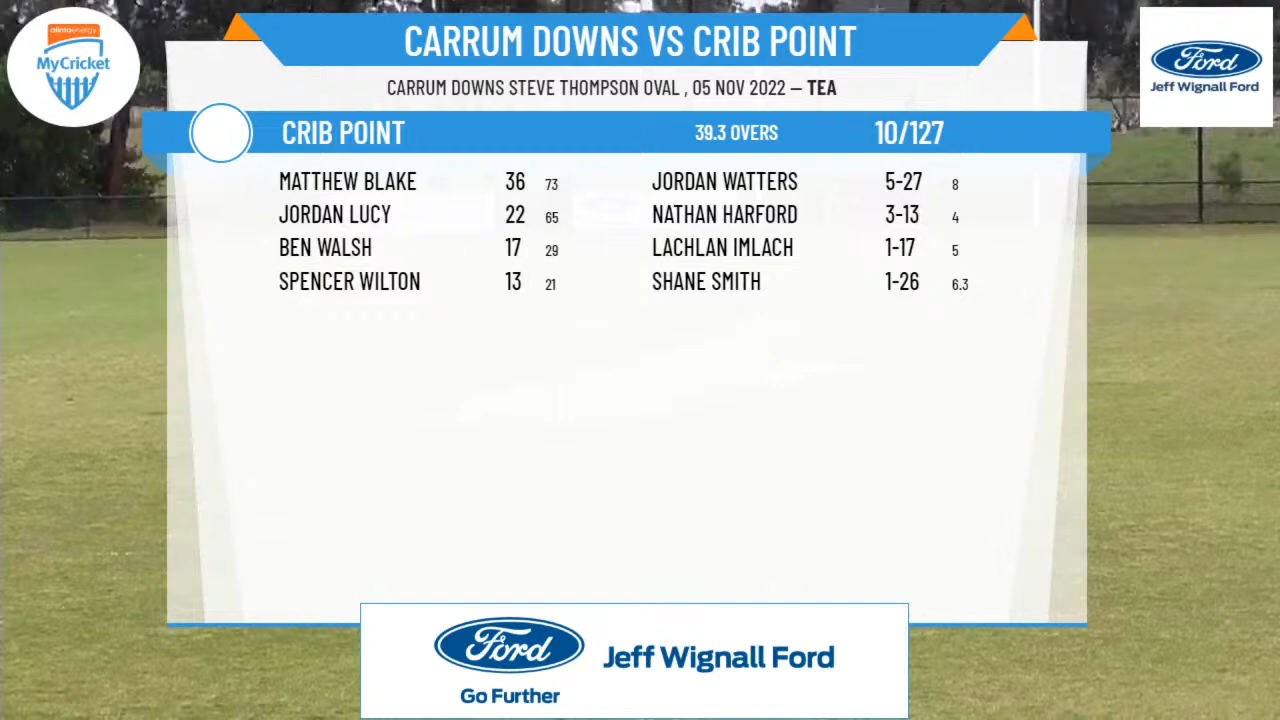 alintaenergy
MyCricket
CARRUM DOWNS VS CRIB POINT
Ford
Jeff Wignall Ford
CARRUM DOWNS STEVE THOMPSON OVAL , 05 NOV 2022 – TEA
CRIB POINT 39.3 OVERS 10/127
MATTHEW BLAKE 36 73 JORDAN WATTERS 5-27 8
JORDAN LUCY 22 65 NATHAN HARFORD 3-13 4
BEN WALSH 17 29 LACHLAN IMLACH 1-17 5
SPENCER WILTON 13 21 SHANE SMITH 1-26 6.3
Ford
Jeff Wignall Ford
Go Further